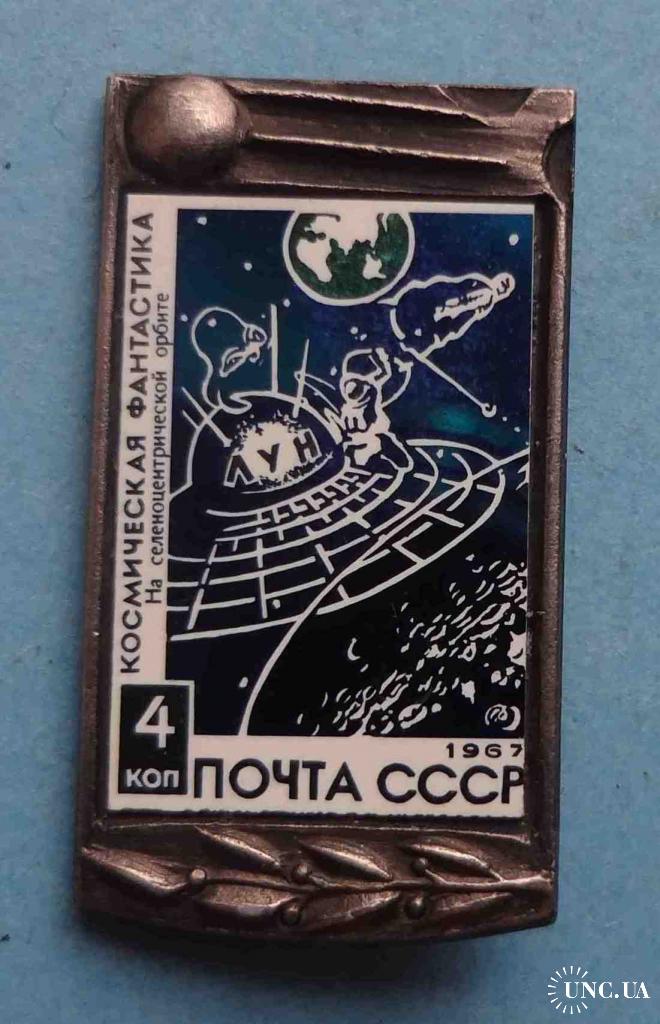 КОСМИЧЕСКАЯ ФАНТАСТИКА
На селеноцентрической орбите
ЛУН
4
КОП
1967
ПОЧТА СССР
UNC.UA